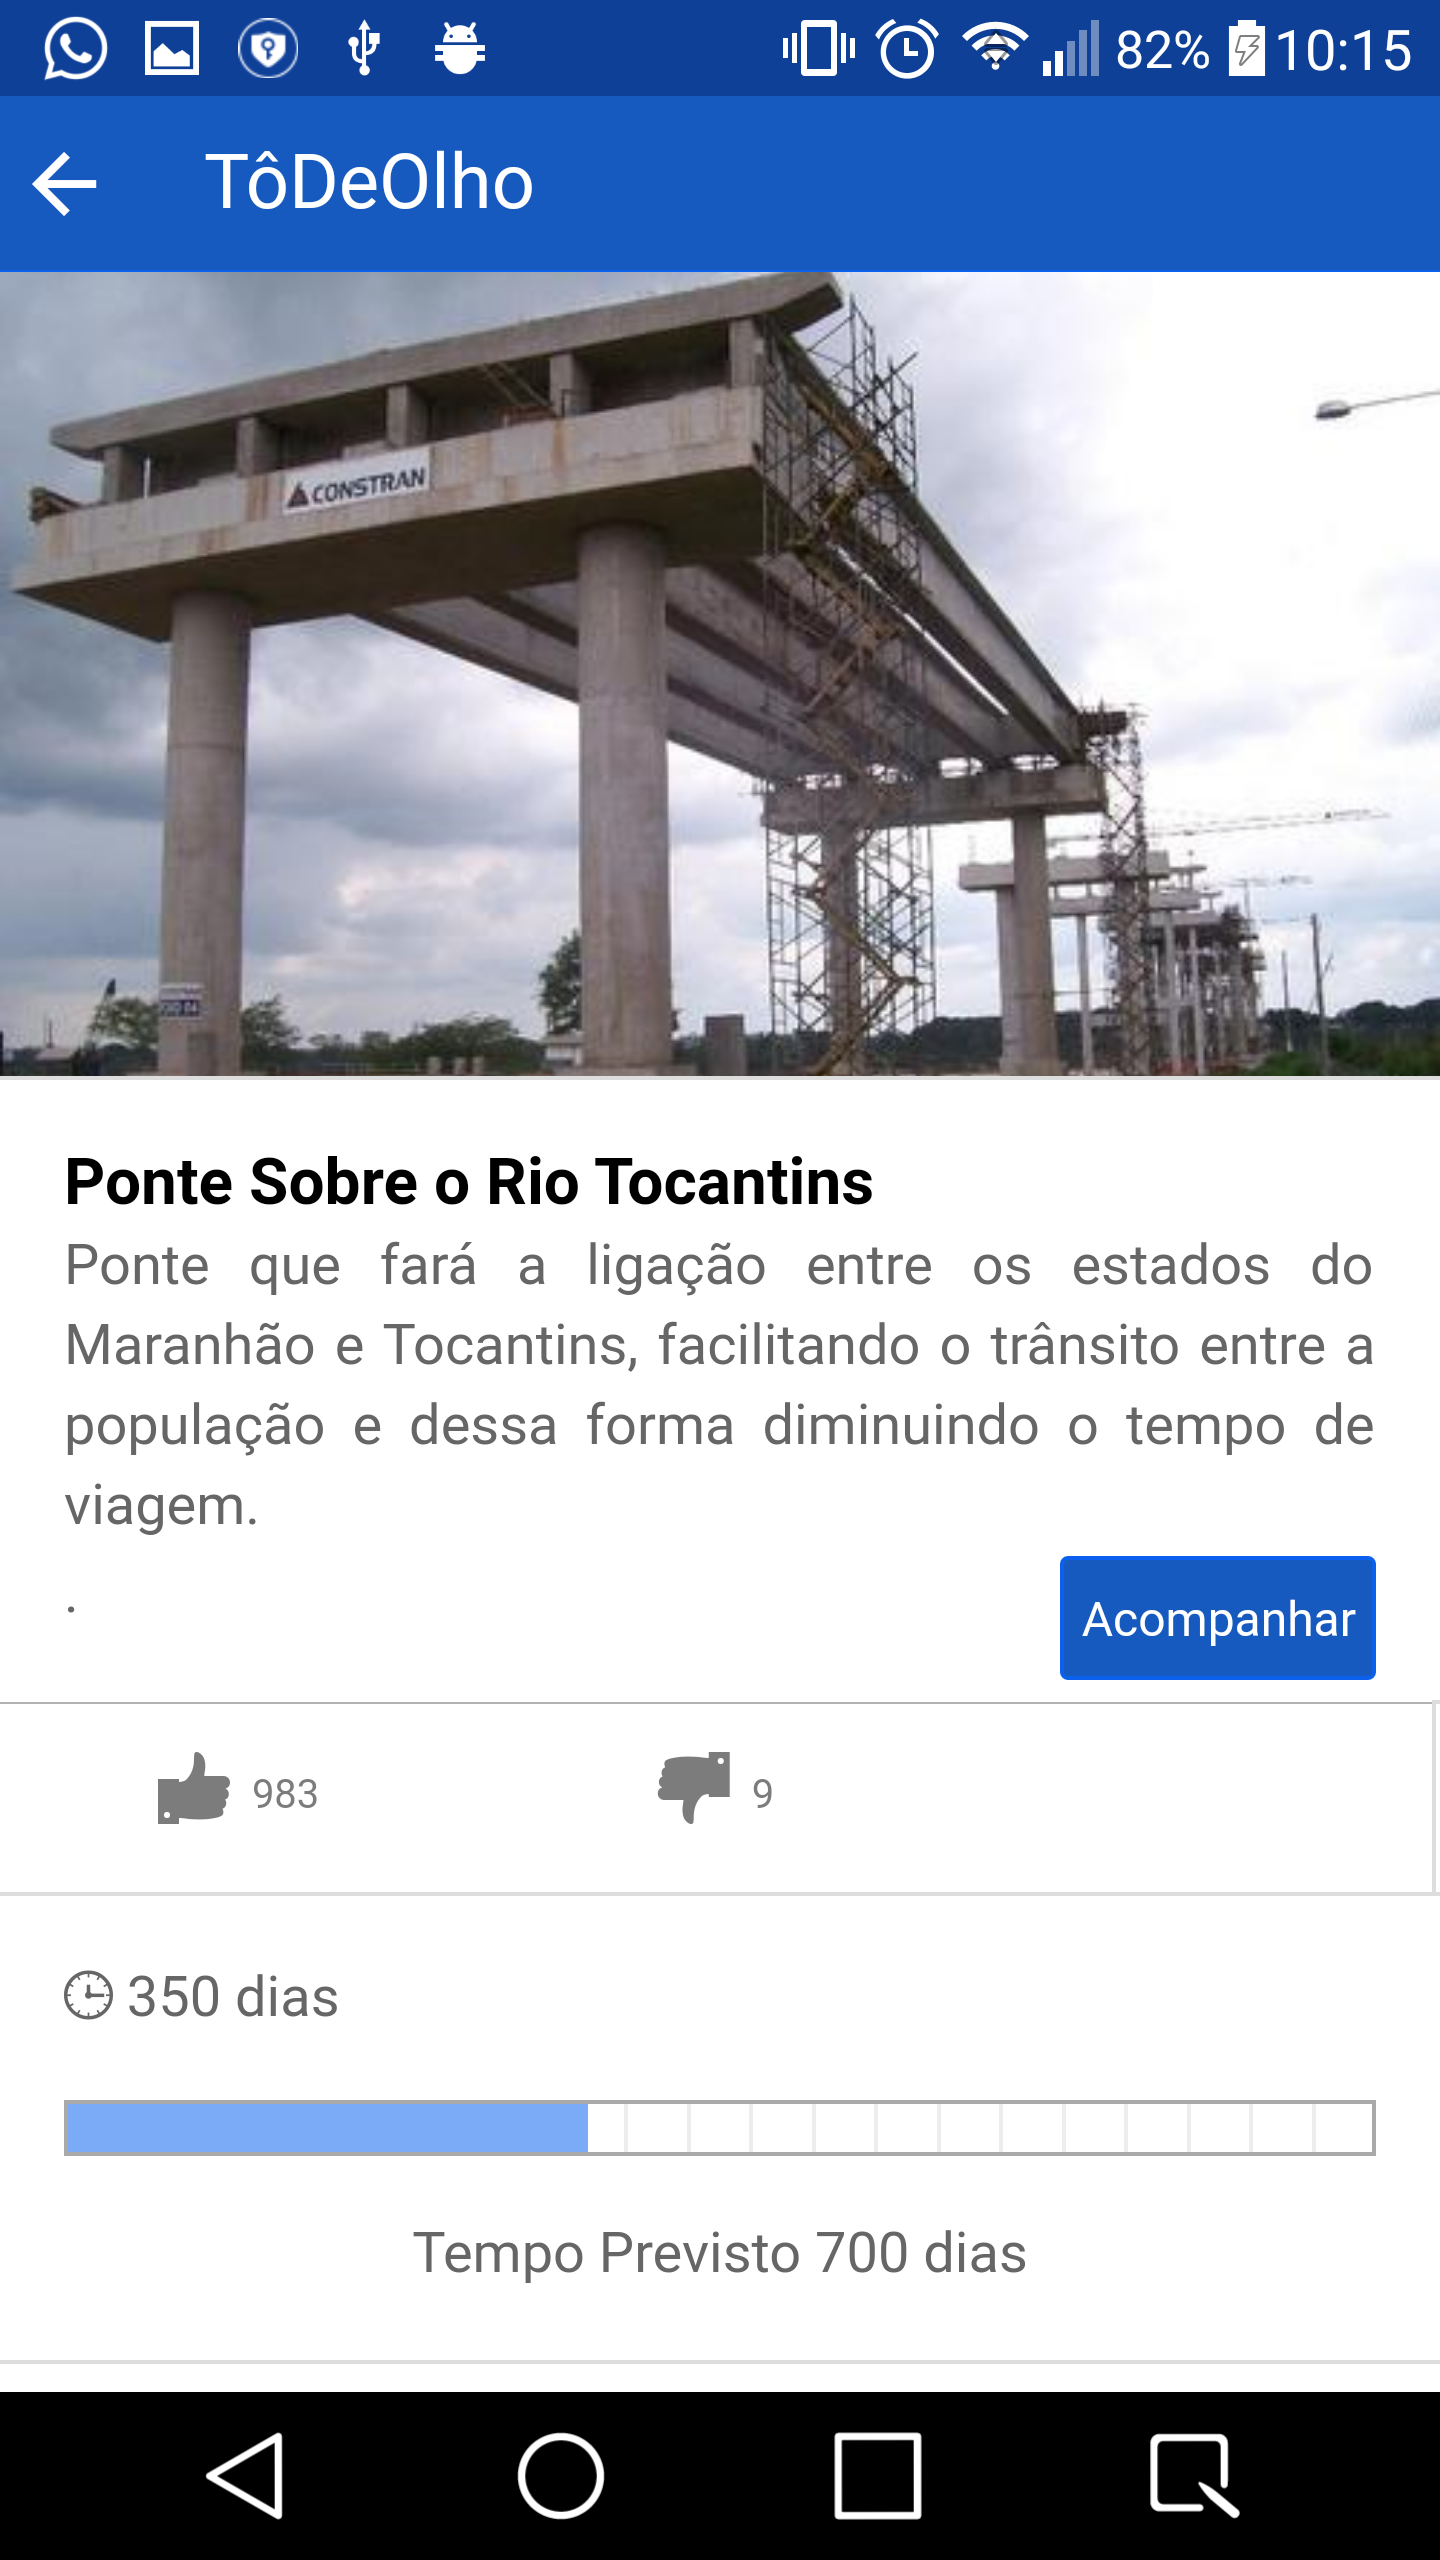 82% 10:15
TôDeOlho
CONSTRAN
Ponte Sobre o Rio Tocantins
Ponte que fará a ligação entre os estados do
Maranhão e Tocantins, facilitando o trânsito entre a
população e dessa forma diminuindo o tempo de
viagem.
.
Acompanhar
983 9
350 dias
Tempo Previsto 700 dias